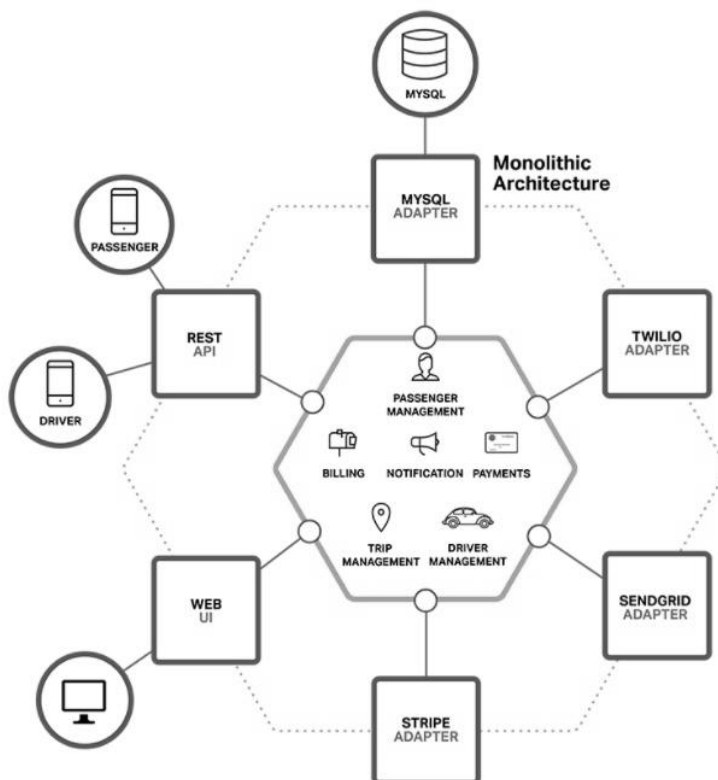 MYSQL
Monolithic
Architecture
MYSQL
ADAPTER
PASSENGER
REST
API
TWILIO
ADAPTER
DRIVER
PASSENGER
MANAGEMENT
BILLING
NOTIFICATION
PAYMENTS
TRIP
MANAGEMENT
DRIVER
MANAGEMENT
WEB
UI
SENDGRID
ADAPTER
STRIPE
ADAPTER